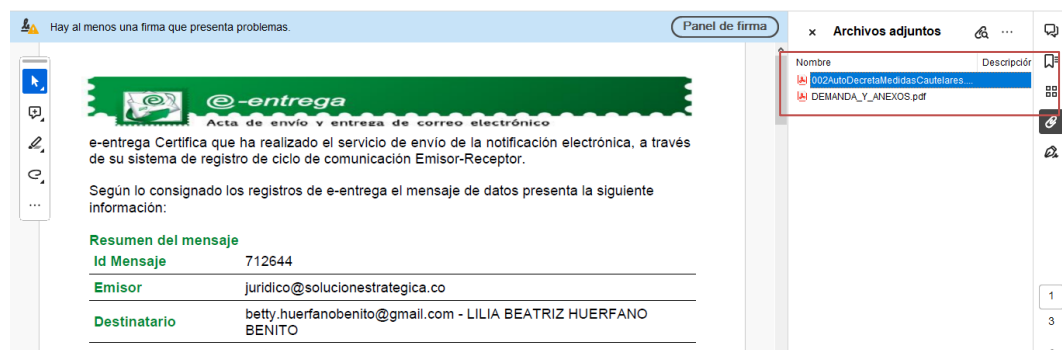 Hay al menos una firma que presenta problemas.
Panel de firma
Archivos adjuntos
Nombre Descripciór
002AutoDecretaMedidasCautelares....
DEMANDA_Y_ANEXOS.pdf
@-entrega
Acta de envío y entrega de correo electrónico
e-entrega Certifica que ha realizado el servicio de envío de la notificación electrónica, a través
de su sistema de registro de ciclo de comunicación Emisor-Receptor.
Según lo consignado los registros de e-entrega el mensaje de datos presenta la siguiente
información:
Resumen del mensaje
Id Mensaje 712644
Emisor juridico@solucionestrategica.co
Destinatario betty.huerfanobenito@gmail.com - LILIA BEATRIZ HUERFANO
BENITO
1
3